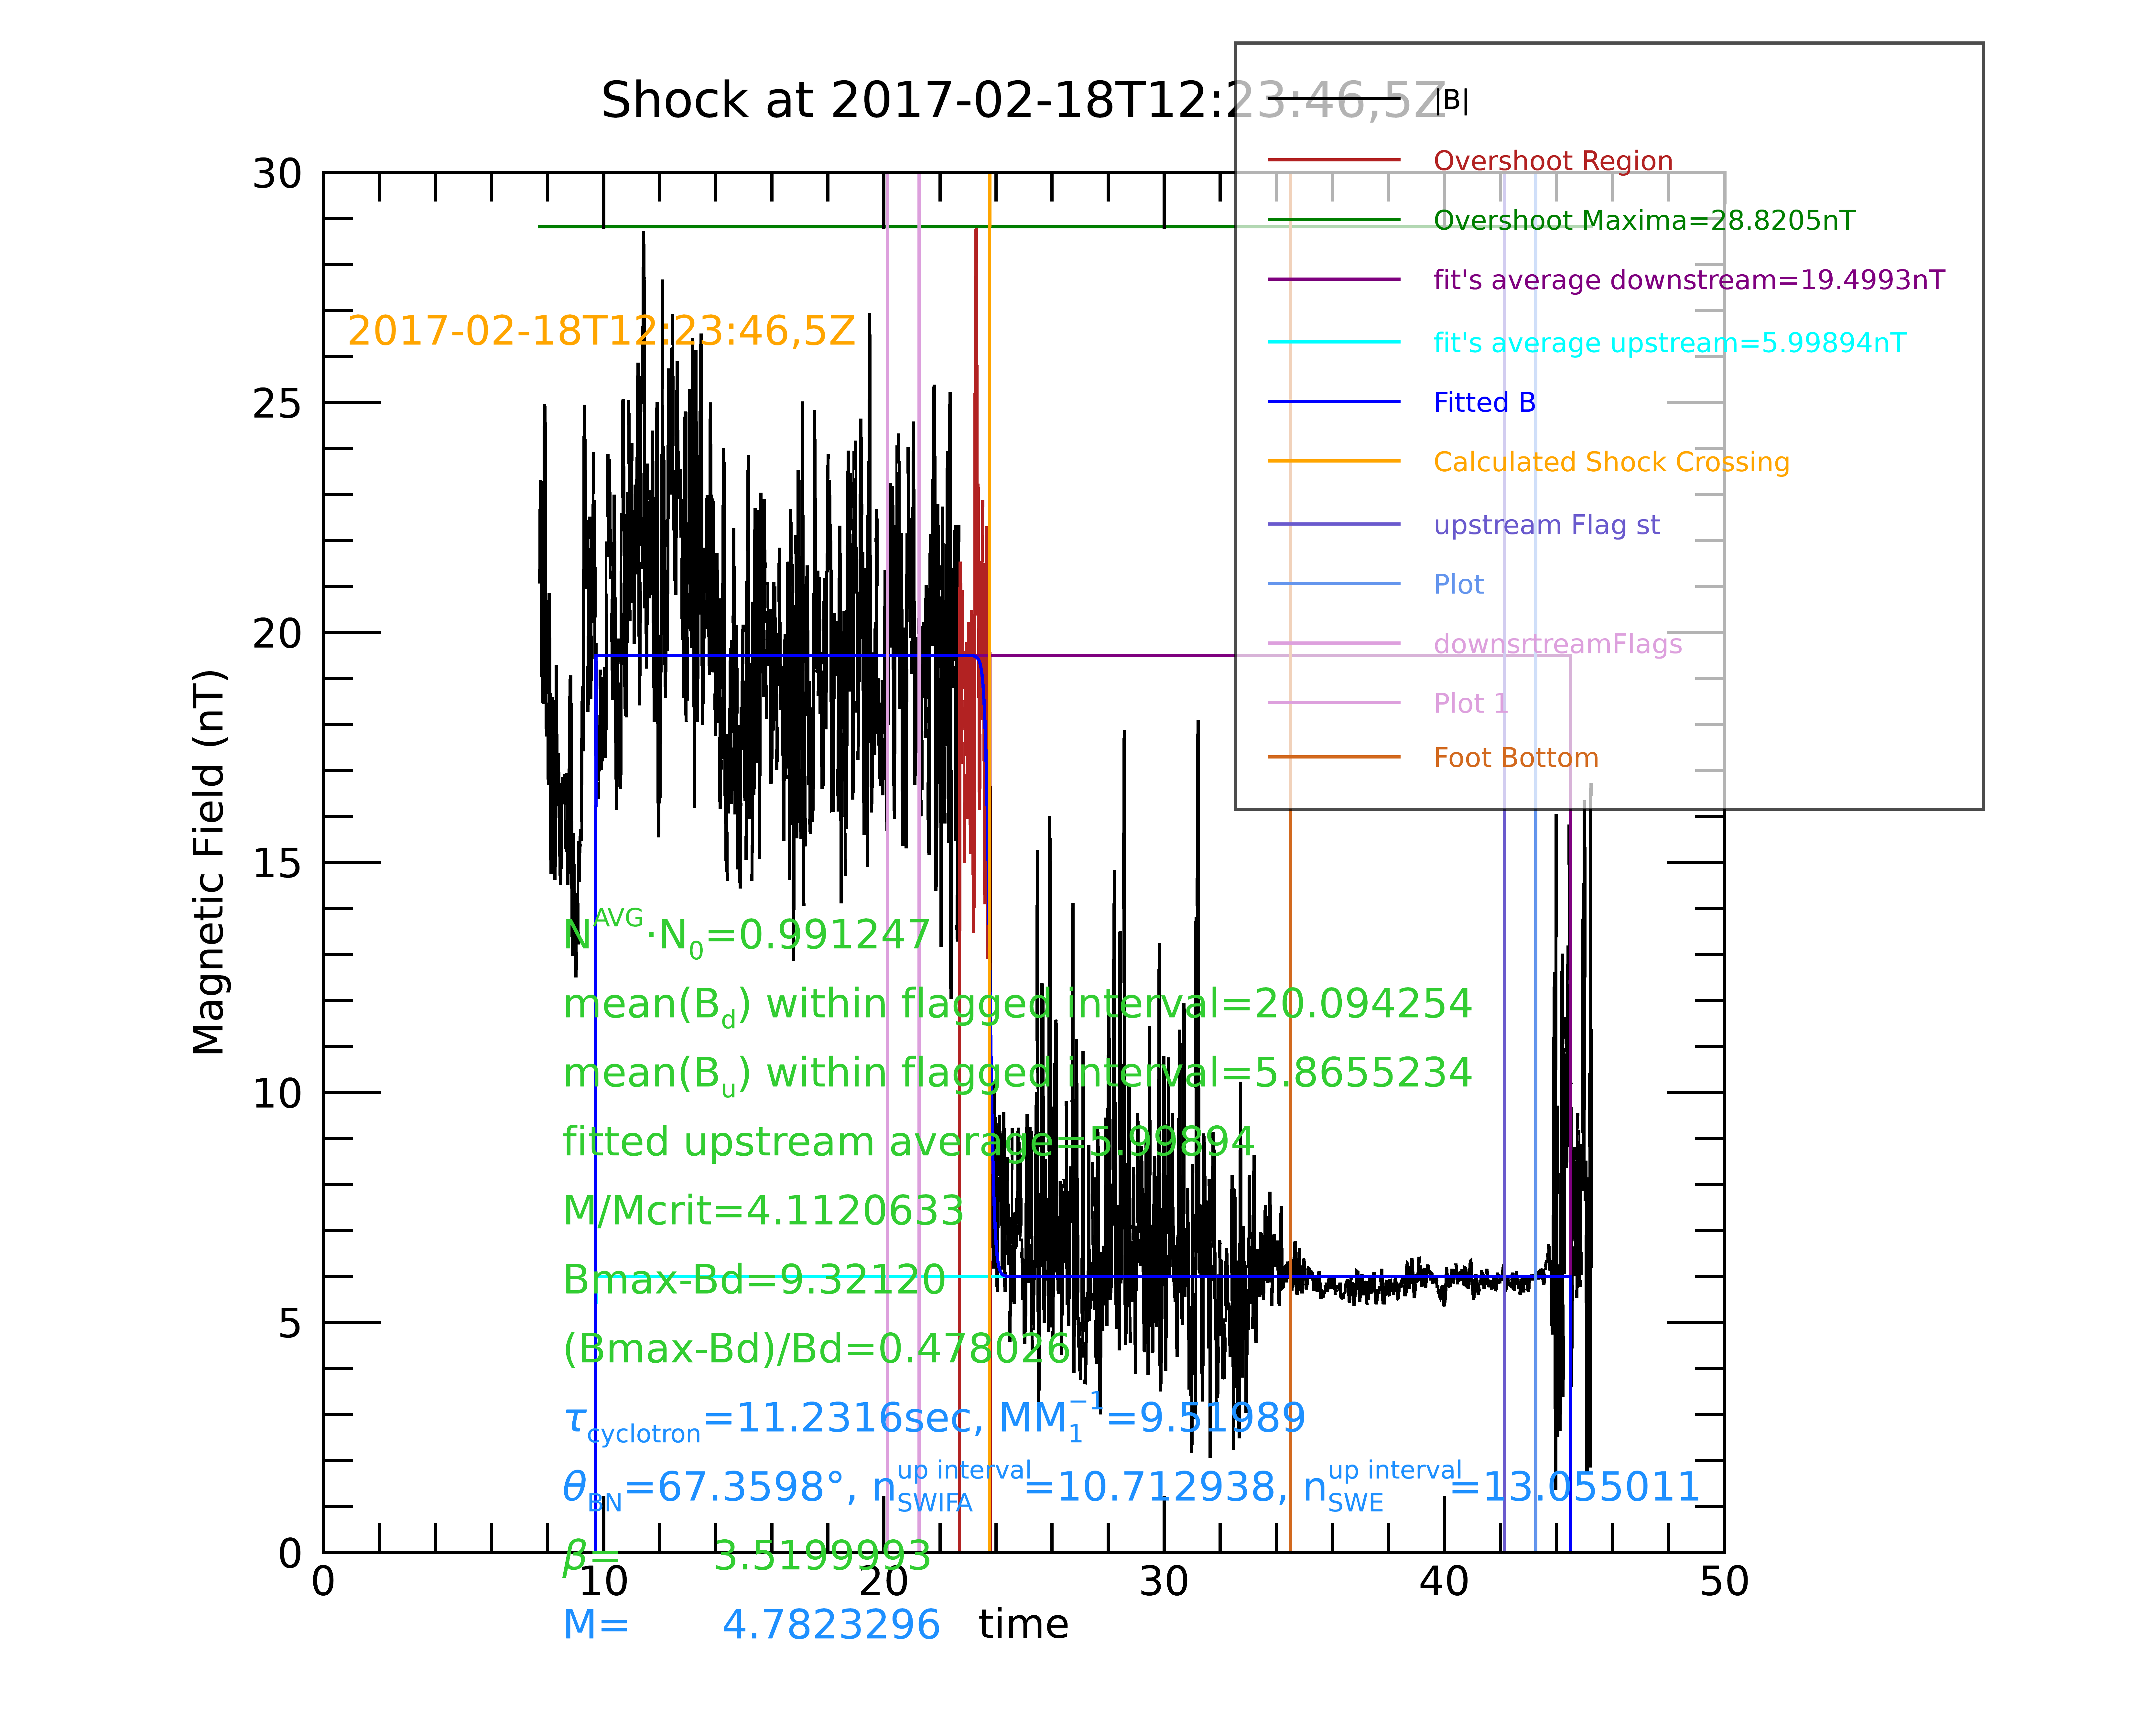 Shock at 2017-02-18T12:23:46,5Z
|B|
Overshoot Region
Overshoot Maxima=28.8205nT
fit's average downstream=19.4993nT
fit's average upstream=5.99894nT
Fitted B
Calculated Shock Crossing
upstream Flag st
Plot
downsrtreamFlags
Plot 1
Foot Bottom
2017-02-18T12:23:46,5Z
30
25
20
15
10
5
0
Magnetic Field (nT)
N^AVG·N_0=0.991247
mean(B_d) within flagged interval=20.094254
mean(B_u) within flagged interval=5.8655234
fitted upstream average=5.99894
M/Mcrit=4.1120633
Bmax-Bd=9.32120
(Bmax-Bd)/Bd=0.478026
τ_cyclotron=11.2316sec, MM_1^−1=9.51989
θ_BN=67.3598°, n_SWIFA^up interval=10.712938, n_SWE^up interval=13.055011
β= 3.5199993
M= 4.7823296
0 10 20 30 40 50
time